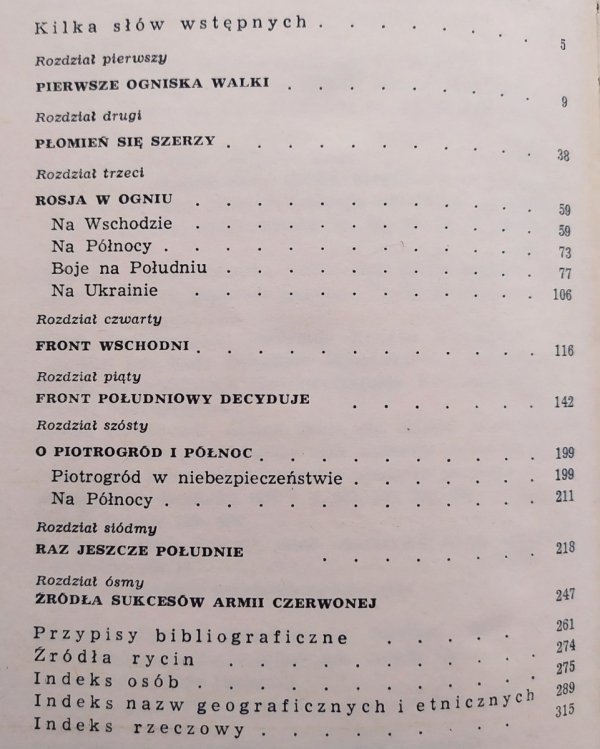 Kilka słów wstępnych . . . . . . . 5
Rozdział pierwszy
PIERWSZE OGNISKA WALKI . . . . . . . . . 9
Rozdział drugi
PŁOMIEŃ SIĘ SZERZY . . . . . . . . . . 38
Rozdział trzeci
ROSJA W OGNIU . . . . . . . . . . . 59
Na Wschodzie . . . . . . . . . . . 59
Na Północy . . . . . . . . . . . . 73
Boje na Południu . . . . . . . . . . 77
Na Ukrainie . . . . . . . . . . . 106
Rozdział czwarty
FRONT WSCHODNI . . . . . . . . . . . 116
Rozdział piąty
FRONT POŁUDNIOWY DECYDUJE . . . . . . 142
Rozdział szósty
O PIOTROGRÓD I PÓŁNOC . . . . . . . . . 199
Piotrogród w niebezpieczeństwie . . . . . . 199
Na Północy . . . . . . . . . . . . 211
Rozdział siódmy
RAZ JESZCZE POŁUDNIE . . . . . . . 218
Rozdział ósmy
ŹRÓDŁA SUKCESÓW ARMII CZERWONEJ 247
Przypisy bibliograficzne . . . . . 261
Źródła rycin . . . . . . . . . 274
Indeks osób . . . . . . . . . . 275
Indeks nazw geograficznych i etnicznych 289
Indeks rzeczowy . . . . . . . . 315